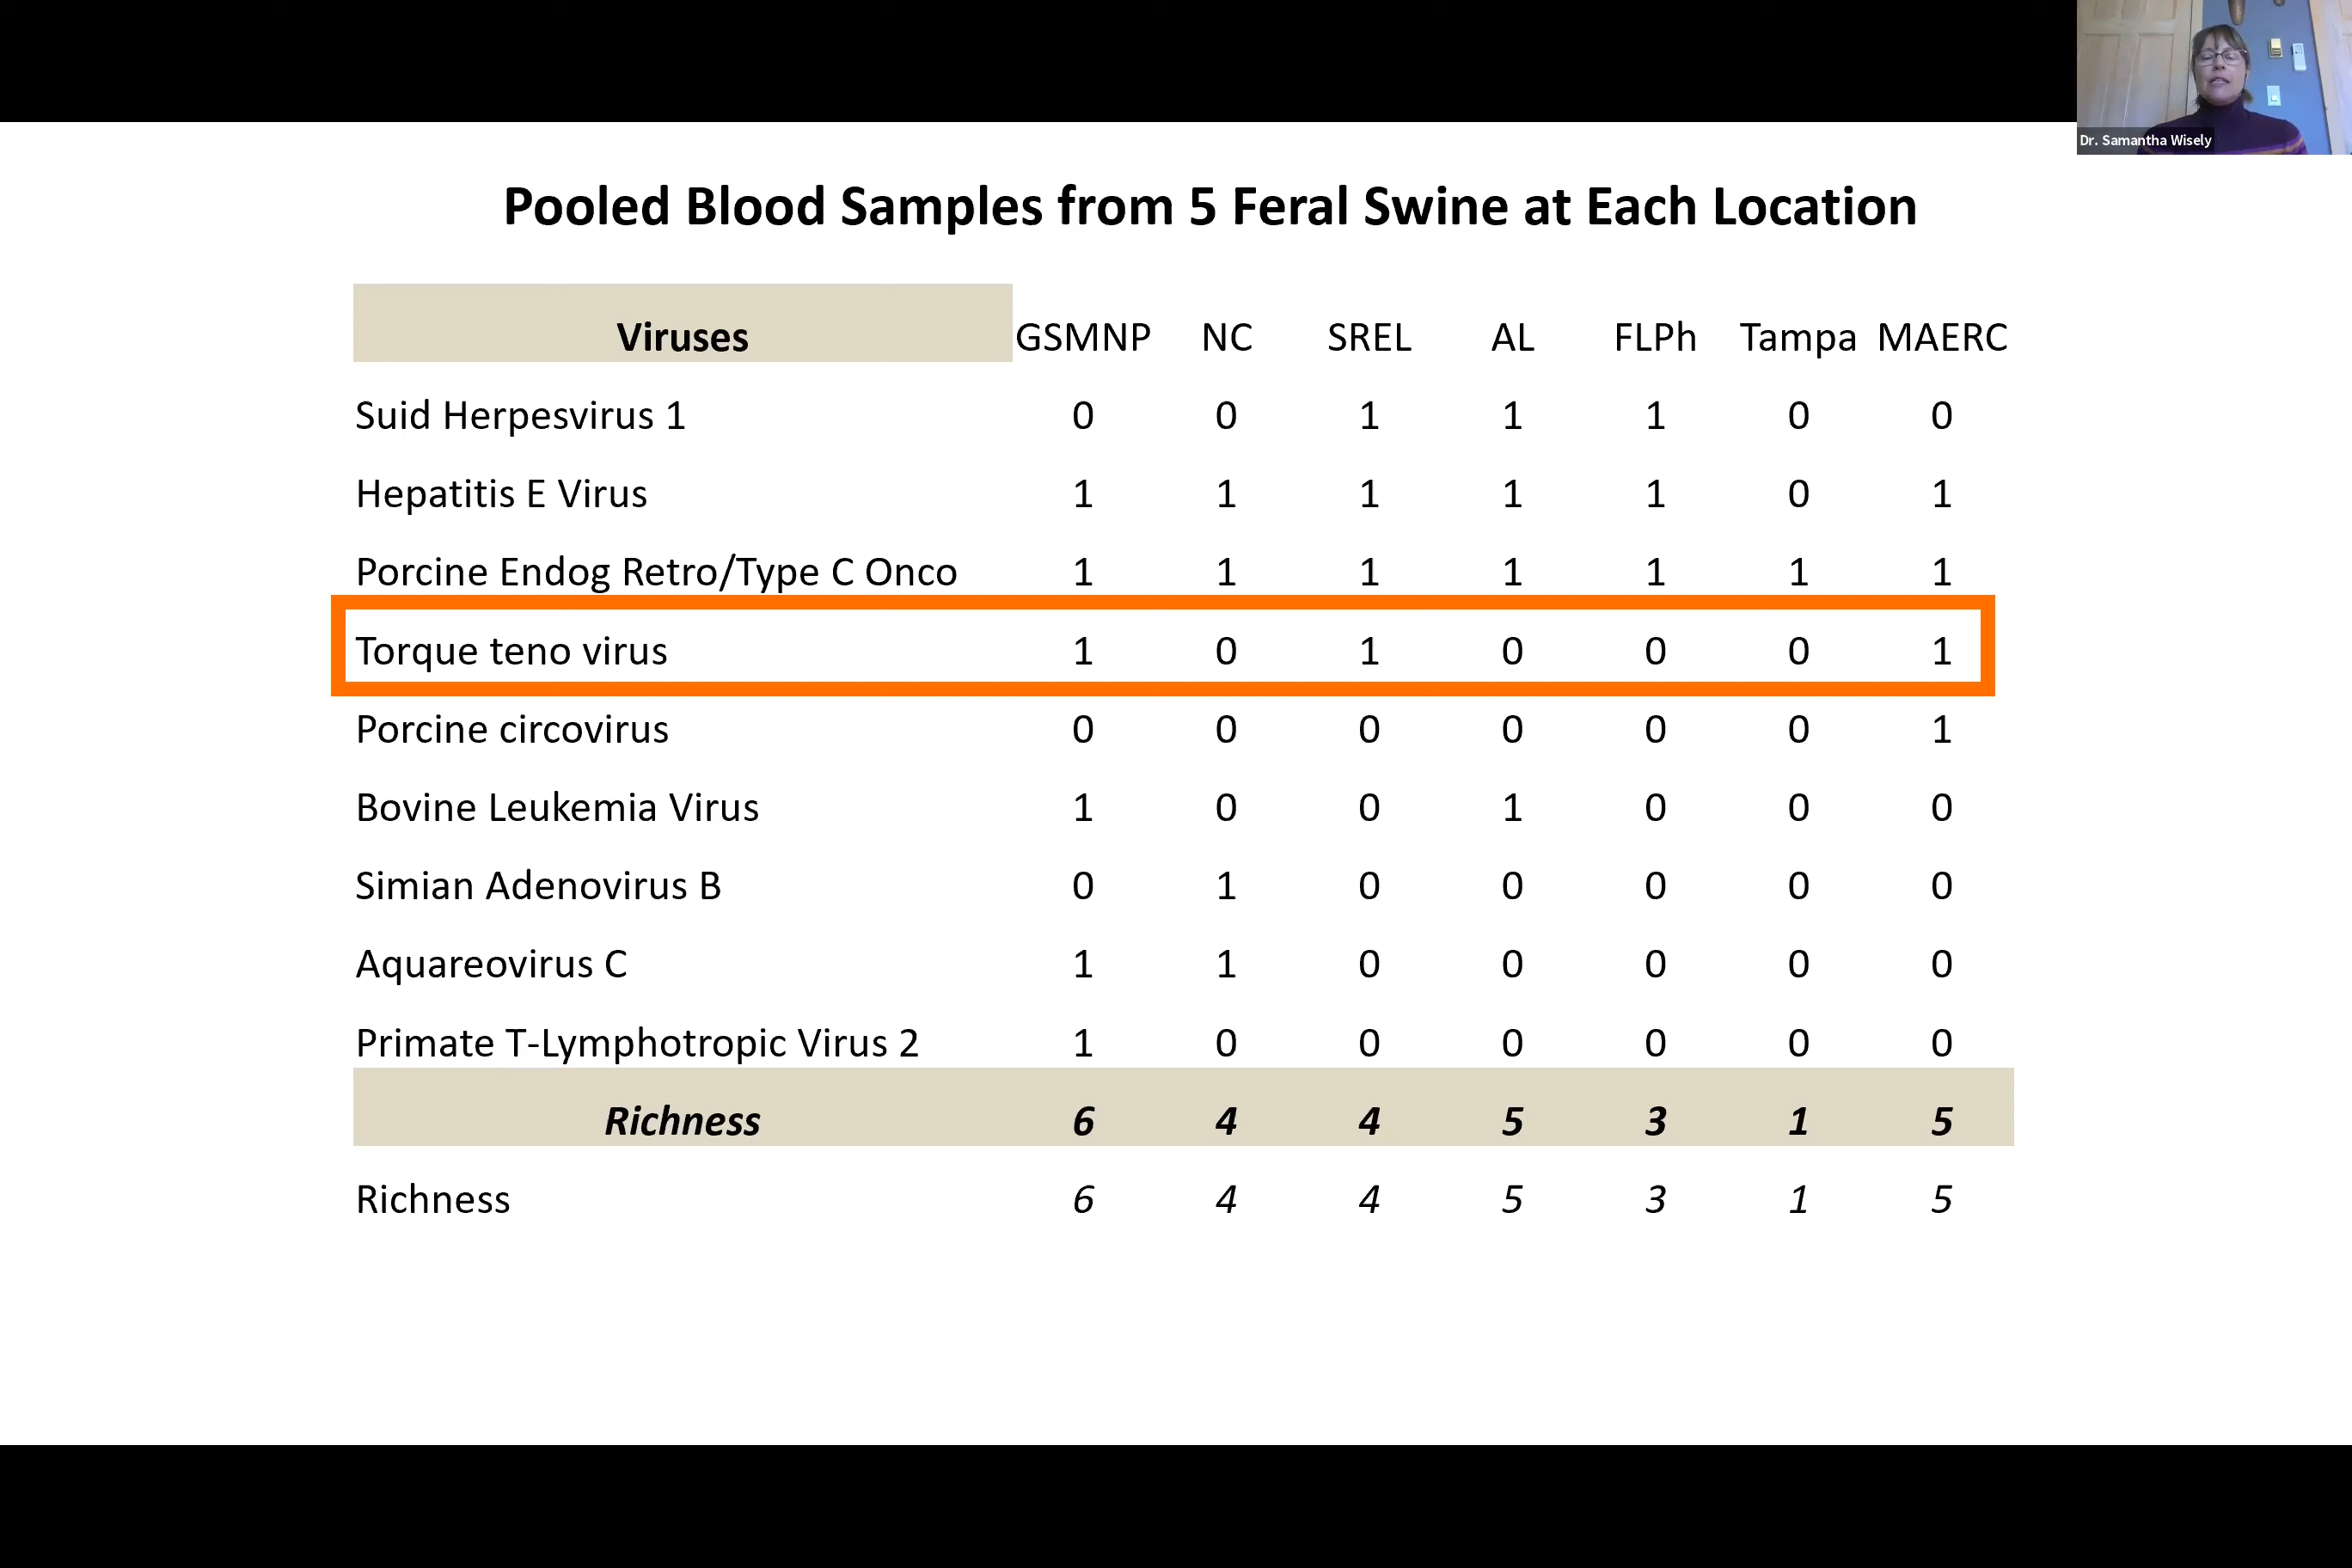 Dr. Samantha Wisely
Pooled Blood Samples from 5 Feral Swine at Each Location
Viruses GSMNP NC SREL AL FLPh Tampa MAERC
Suid Herpesvirus 1 0 0 1 1 1 0 0
Hepatitis E Virus 1 1 1 1 1 0 1
Porcine Endog Retro/Type C Onco 1 1 1 1 1 1 1
Torque teno virus 1 0 1 0 0 0 1
Porcine circovirus 0 0 0 0 0 0 1
Bovine Leukemia Virus 1 0 0 1 0 0 0
Simian Adenovirus B 0 1 0 0 0 0 0
Aquareovirus C 1 1 0 0 0 0 0
Primate T-Lymphotropic Virus 2 1 0 0 0 0 0 0
Richness 6 4 4 5 3 1 5
Richness 6 4 4 5 3 1 5